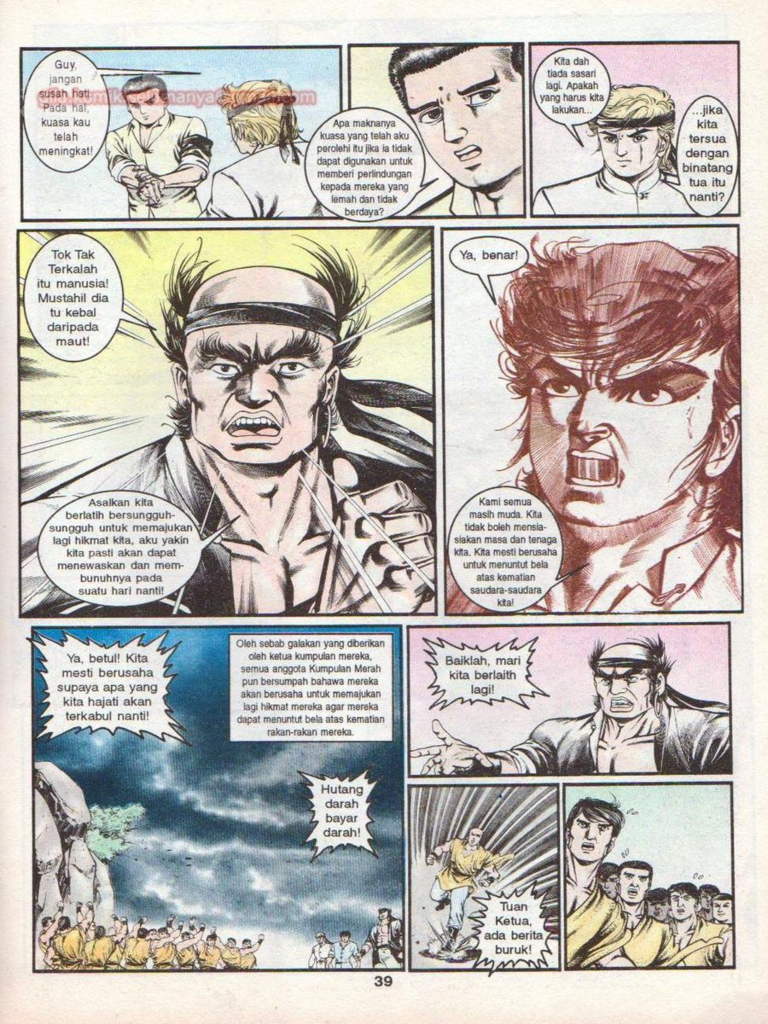 Guy,
jangan
susah hati
Pada hal,
kuasa kau
telah
meningkat!
Apa maknanya
kuasa yang telah aku
perolehi itu jika ia tidak
dapat digunakan untuk
memberi perlindungan
kepada mereka yang
lemah dan tidak
berdaya?
Kita dah
tiada sasari
lagi. Apakah
yang harus kita
lakukan...
...jika
kita
tersua
dengan
binatang
tua itu
nanti?
Tok Tak
Terkalah
itu manusia!
Mustahil dia
tu kebal
daripada
maut!
Asalkan kita
berlatih bersungguh-
sungguh untuk memajukan
lagi hikmat kita, aku yakin
kita pasti akan dapat
menewaskan dan mem-
bunuhnya pada
suatu hari nanti!
Ya, benar!
Kami semua
masih muda. Kita
tidak boleh mensia-
siakan masa dan tenaga
kita. Kita mesti berusaha
untuk menuntut bela
atas kematian
saudara-saudara
kita!
Ya, betul! Kita
mesti berusaha
supaya apa yang
kita hajati akan
terkabul nanti!
Oleh sebab galakan yang diberikan
oleh ketua kumpulan mereka,
semua anggota Kumpulan Merah
pun bersumpah bahawa mereka
akan berusaha untuk memajukan
lagi hikmat mereka agar mereka
dapat menuntut bela atas kematian
rakan-rakan mereka.
Hutang
darah
bayar
darah!
Baiklah, mari
kita berlaith
lagi!
Tuan
Ketua,
ada berita
buruk!
39